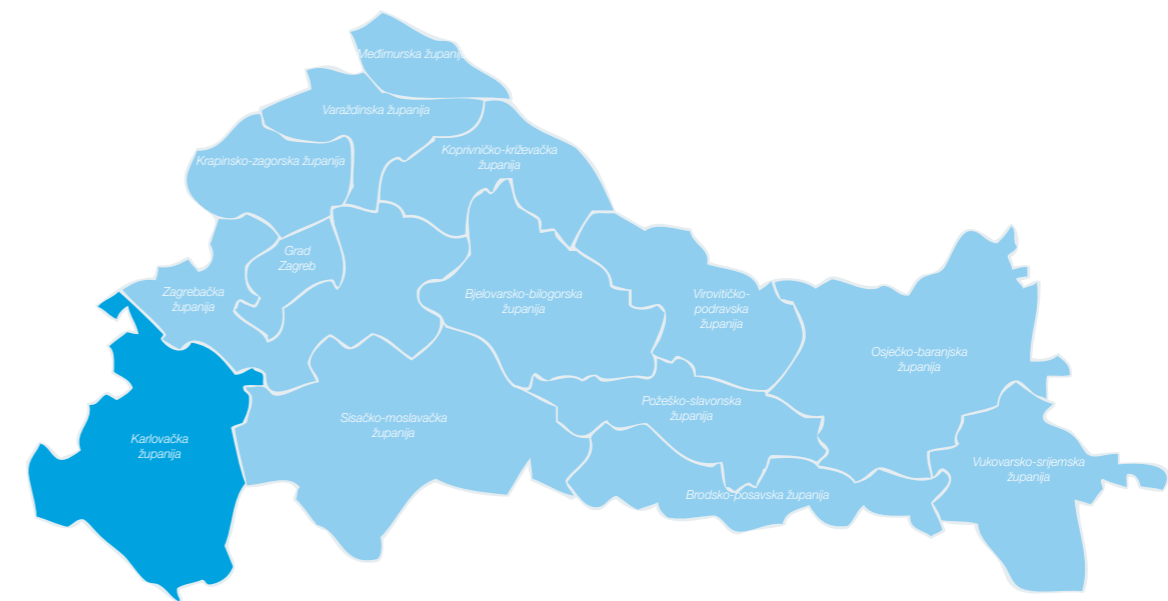 Međimurska županija
Varaždinska županija
Koprivničko-križevačka
županija
Krapinsko-zagorska županija
Grad
Zagreb
Zagrebačka
županija
Bjelovarsko-bilogorska
županija
Virovitičko-
podravska
županija
Osječko-baranjska
županija
Požeško-slavonska
županija
Sisačko-moslavačka
županija
Karlovačka
županija
Vukovarsko-srijemska
županija
Brodsko-posavska županija